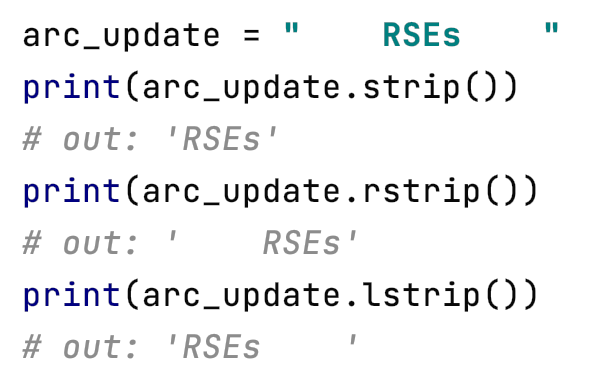 arc_update = "    RSEs    "
print(arc_update.strip())
# out: 'RSEs'
print(arc_update.rstrip())
# out: '    RSEs'
print(arc_update.lstrip())
# out: 'RSEs    '